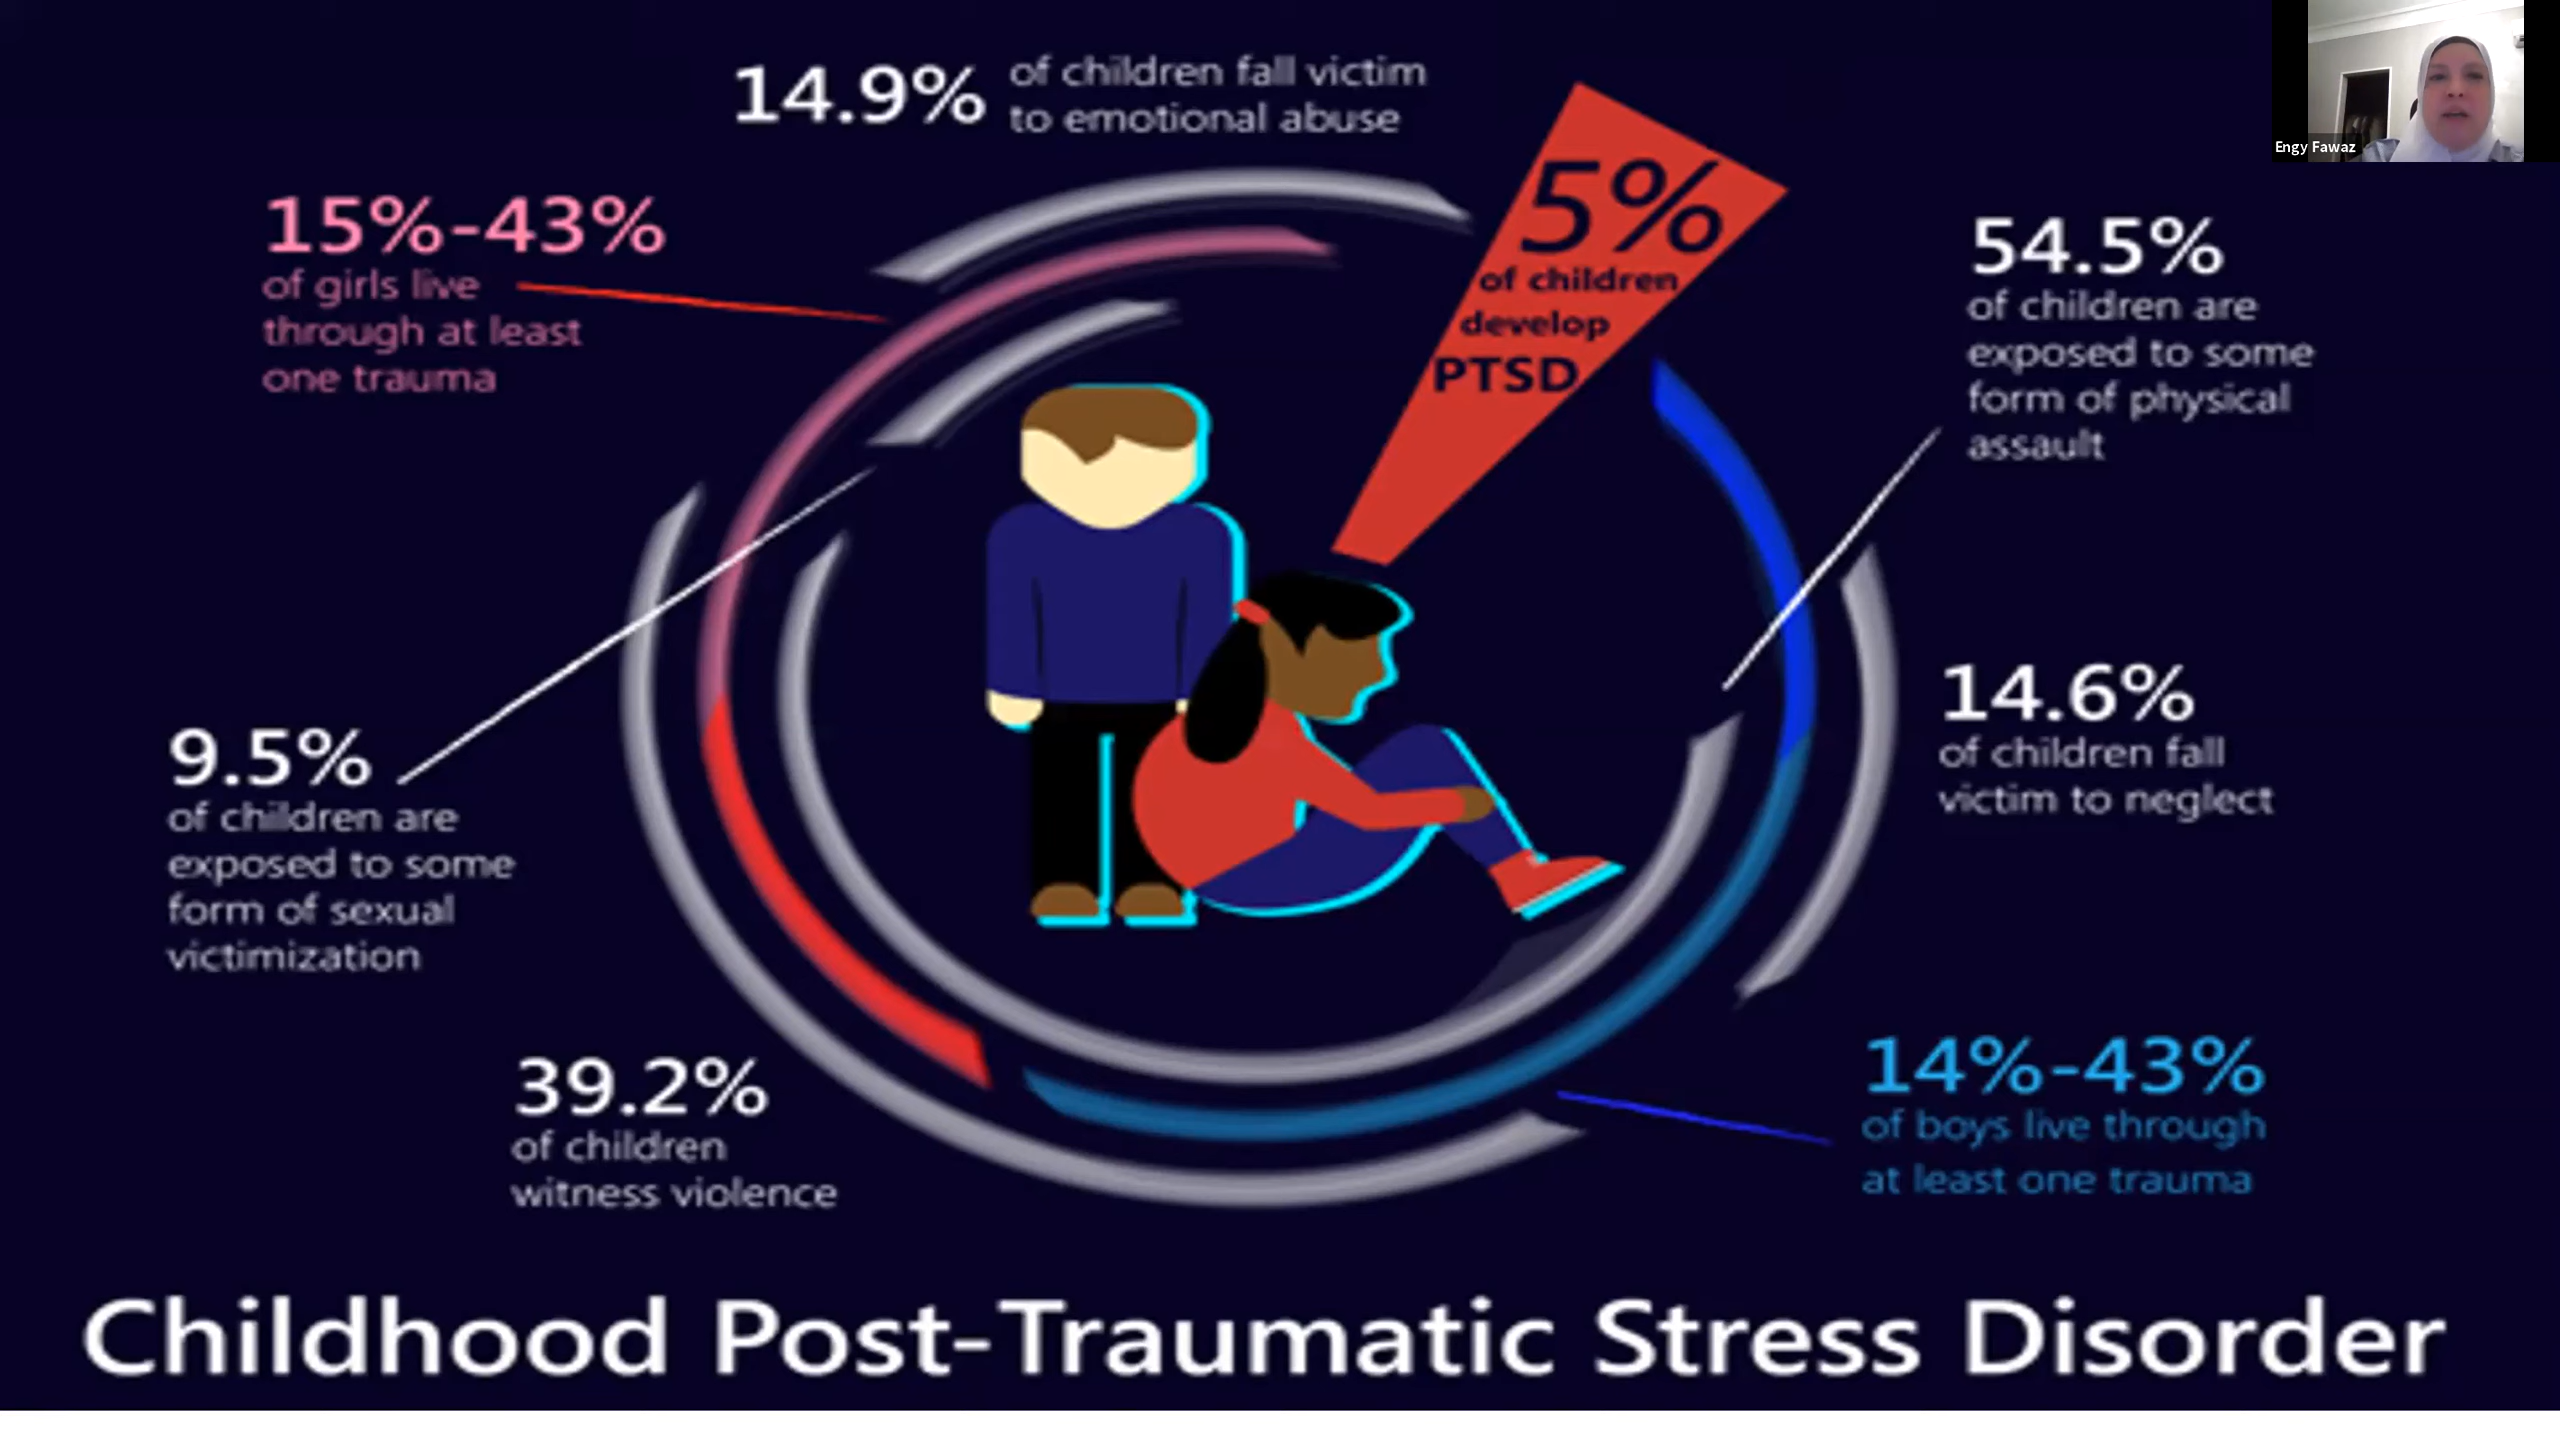 14.9%
of children fall victim
to emotional abuse
Engy Fawaz
5%
of children
develop
PTSD
15%-43%
of girls live
through at least
one trauma
54.5%
of children are
exposed to some
form of physical
assault
9.5%
of children are
exposed to some
form of sexual
victimization
14.6%
of children fall
victim to neglect
39.2%
of children
witness violence
14%-43%
of boys live through
at least one trauma
Childhood Post-Traumatic Stress Disorder